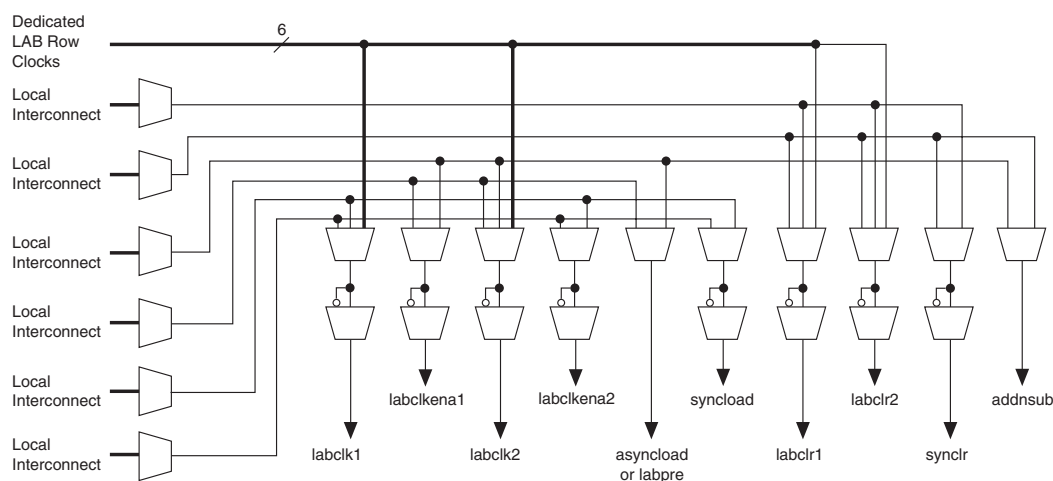 Dedicated
LAB Row
Clocks
6
Local
Interconnect
Local
Interconnect
Local
Interconnect
Local
Interconnect
Local
Interconnect
Local
Interconnect
labclkena1
labclkena2
syncload
labclr2
addnsub
labclk1
labclk2
asyncload
or labpre
labclr1
synclr